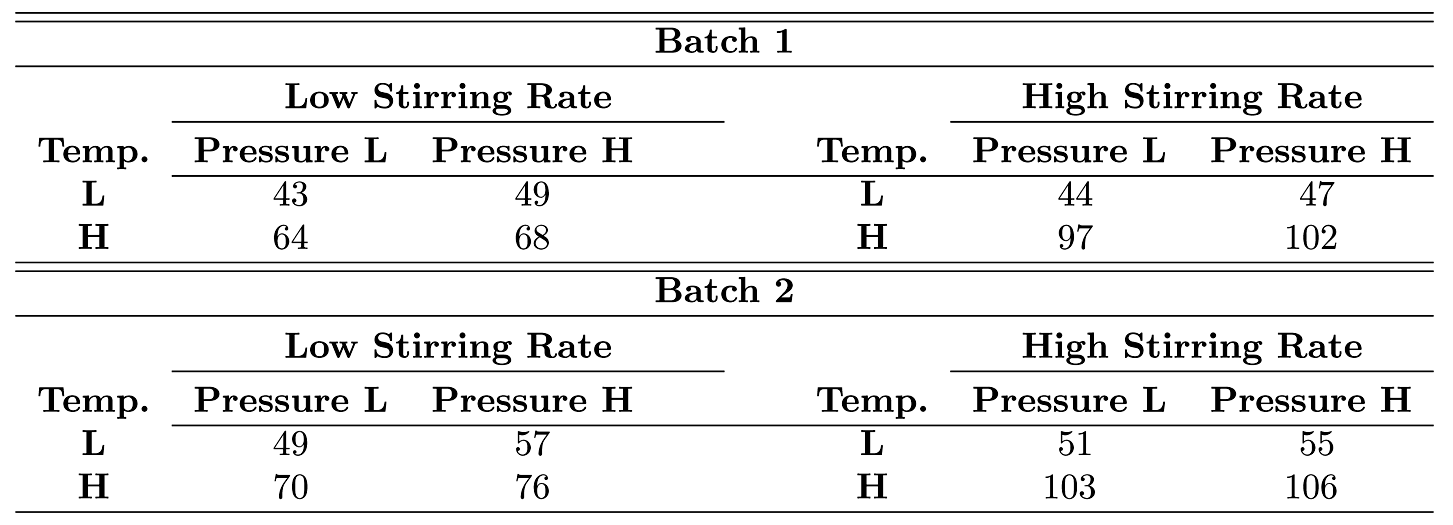 Batch 1
Low Stirring Rate High Stirring Rate
Temp. Pressure L Pressure H Temp. Pressure L Pressure H
L 43 49 L 44 47
H 64 68 H 97 102
Batch 2
Low Stirring Rate High Stirring Rate
Temp. Pressure L Pressure H Temp. Pressure L Pressure H
L 49 57 L 51 55
H 70 76 H 103 106